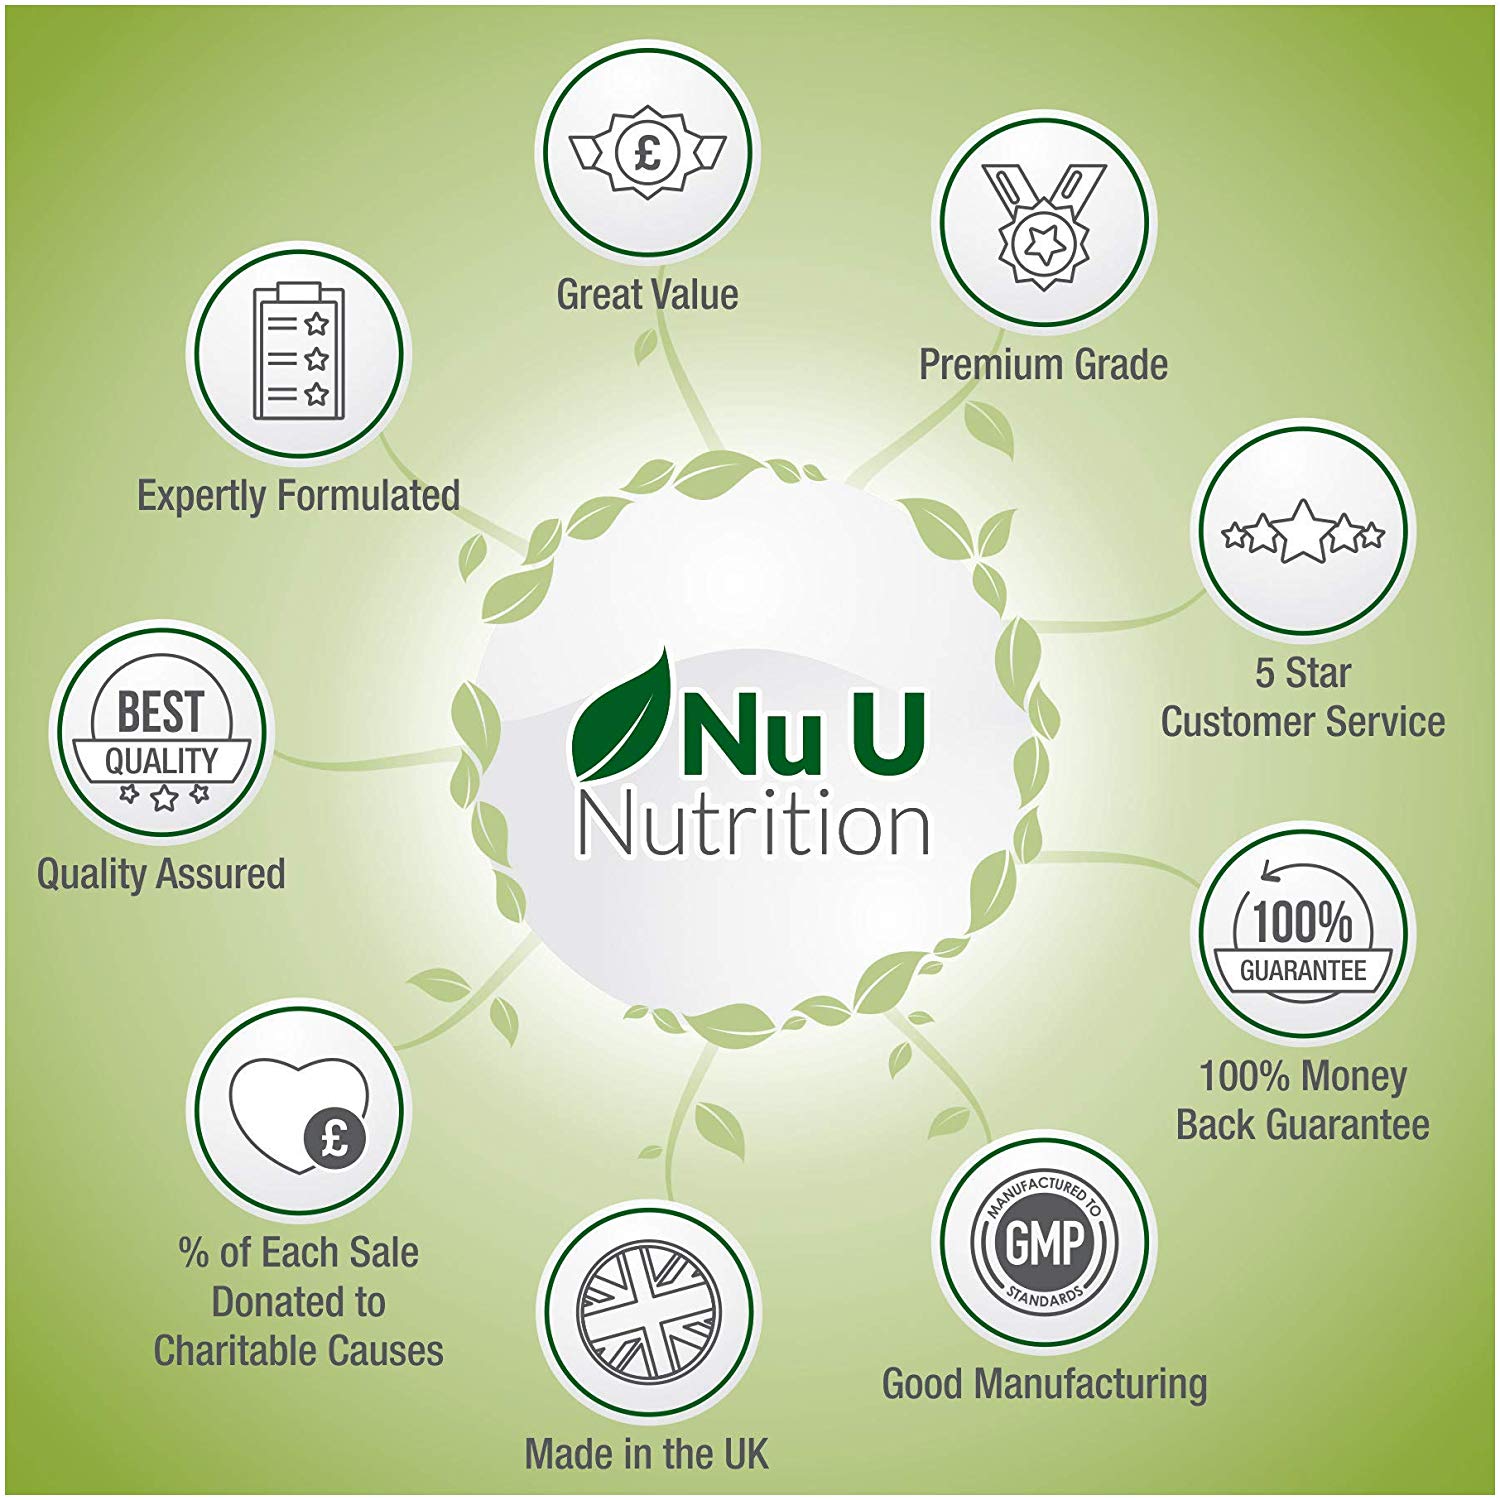 £
Great Value
Premium Grade
Expertly Formulated
5 Star
Customer Service
BEST
QUALITY
Quality Assured
Nu U
Nutrition
100%
GUARANTEE
100% Money
Back Guarantee
£
% of Each Sale
Donated to
Charitable Causes
MANUFACTURED TO
GMP
STANDARDS
Good Manufacturing
Made in the UK